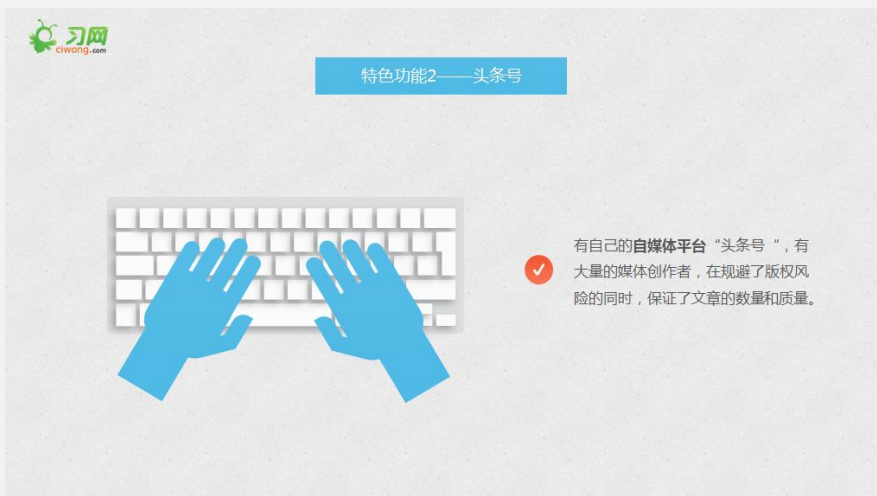 习网
ciwong.com
特色功能2——头条号
有自己的自媒体平台“头条号“，有
大量的媒体创作者，在规避了版权风
险的同时，保证了文章的数量和质量。